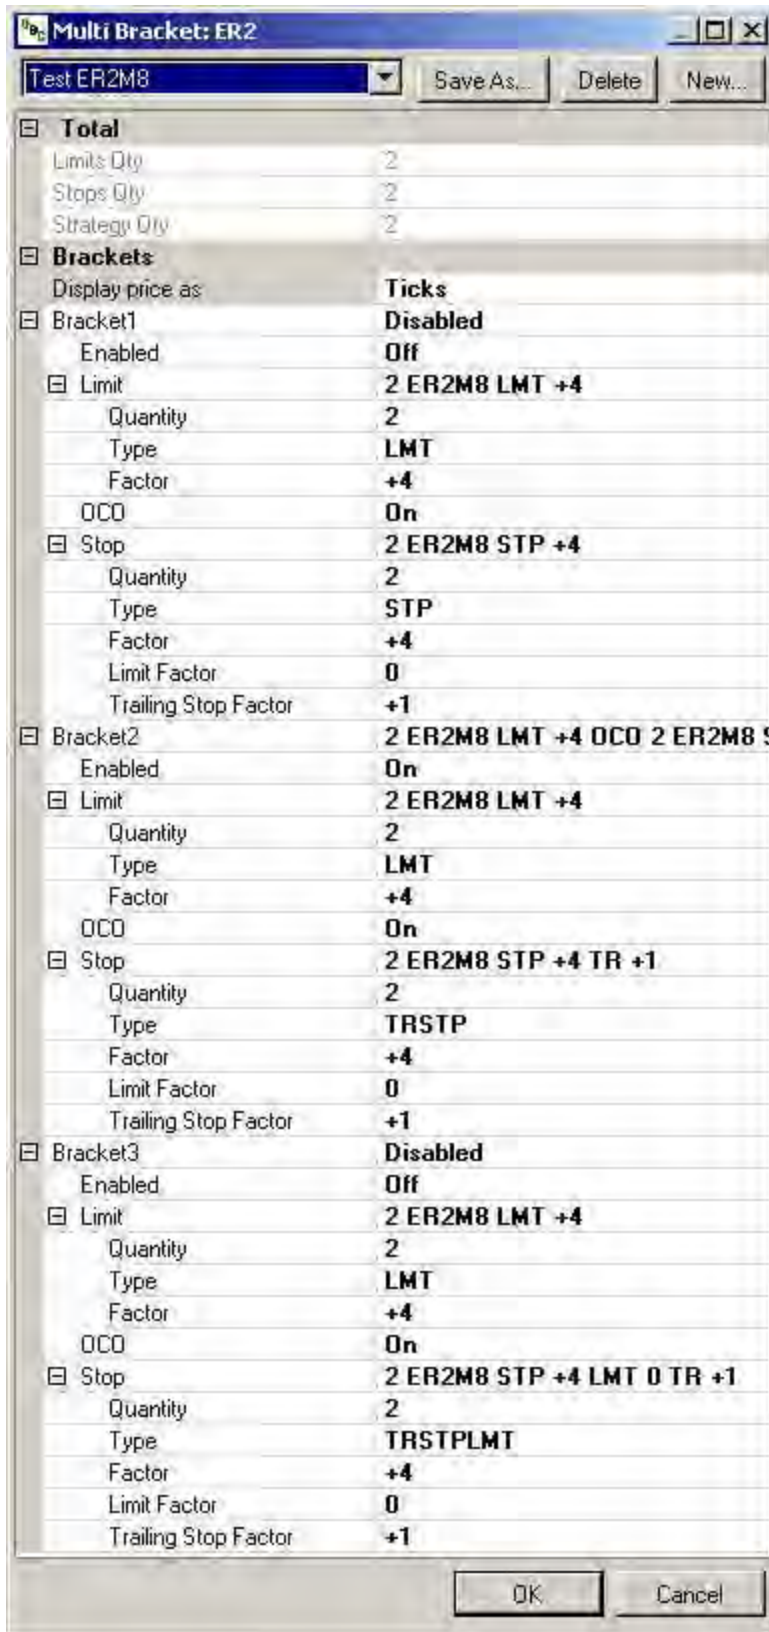 Multi Bracket: ER2
Test ER2M8 Save As... Delete New...
Total
Limits Qty 2
Stops Qty 2
Strategy Qty 2
Brackets
Display price as Ticks
Bracket1 Disabled
Enabled Off
Limit 2 ER2M8 LMT +4
Quantity 2
Type LMT
Factor +4
OCO On
Stop 2 ER2M8 STP +4
Quantity 2
Type STP
Factor +4
Limit Factor 0
Trailing Stop Factor +1
Bracket2 2 ER2M8 LMT +4 OCO 2 ER2M8 S
Enabled On
Limit 2 ER2M8 LMT +4
Quantity 2
Type LMT
Factor +4
OCO On
Stop 2 ER2M8 STP +4 TR +1
Quantity 2
Type TRSTP
Factor +4
Limit Factor 0
Trailing Stop Factor +1
Bracket3 Disabled
Enabled Off
Limit 2 ER2M8 LMT +4
Quantity 2
Type LMT
Factor +4
OCO On
Stop 2 ER2M8 STP +4 LMT 0 TR +1
Quantity 2
Type TRSTPLMT
Factor +4
Limit Factor 0
Trailing Stop Factor +1
OK Cancel